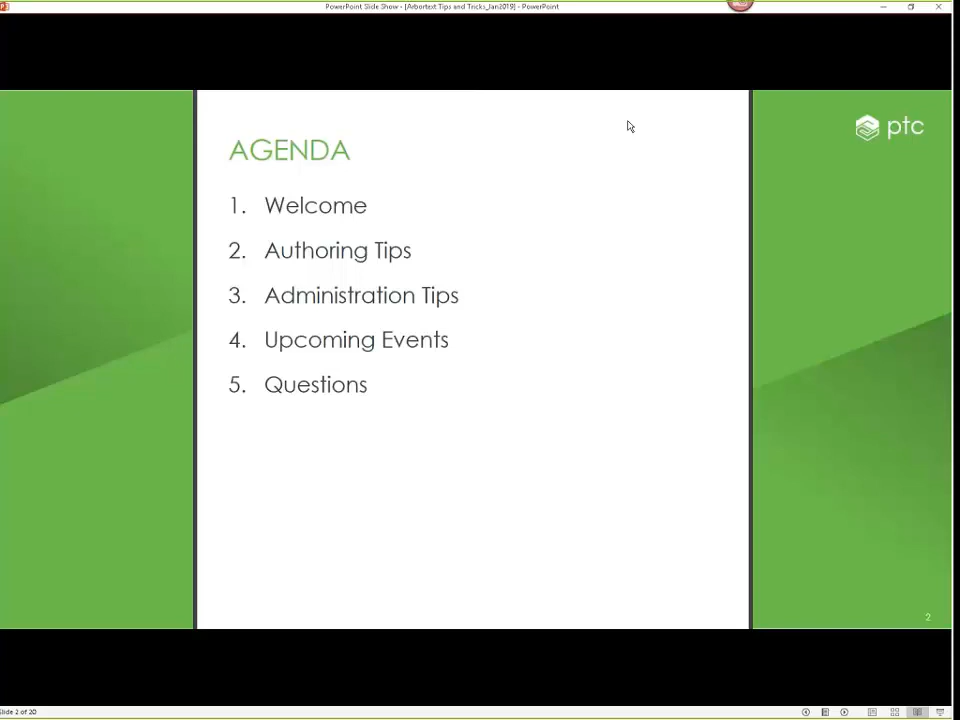 PowerPoint Slide Show - [Arbortext Tips and Tricks_Jan2019] - PowerPoint
ptc
AGENDA
1. Welcome
2. Authoring Tips
3. Administration Tips
4. Upcoming Events
5. Questions
2
Slide 2 of 20